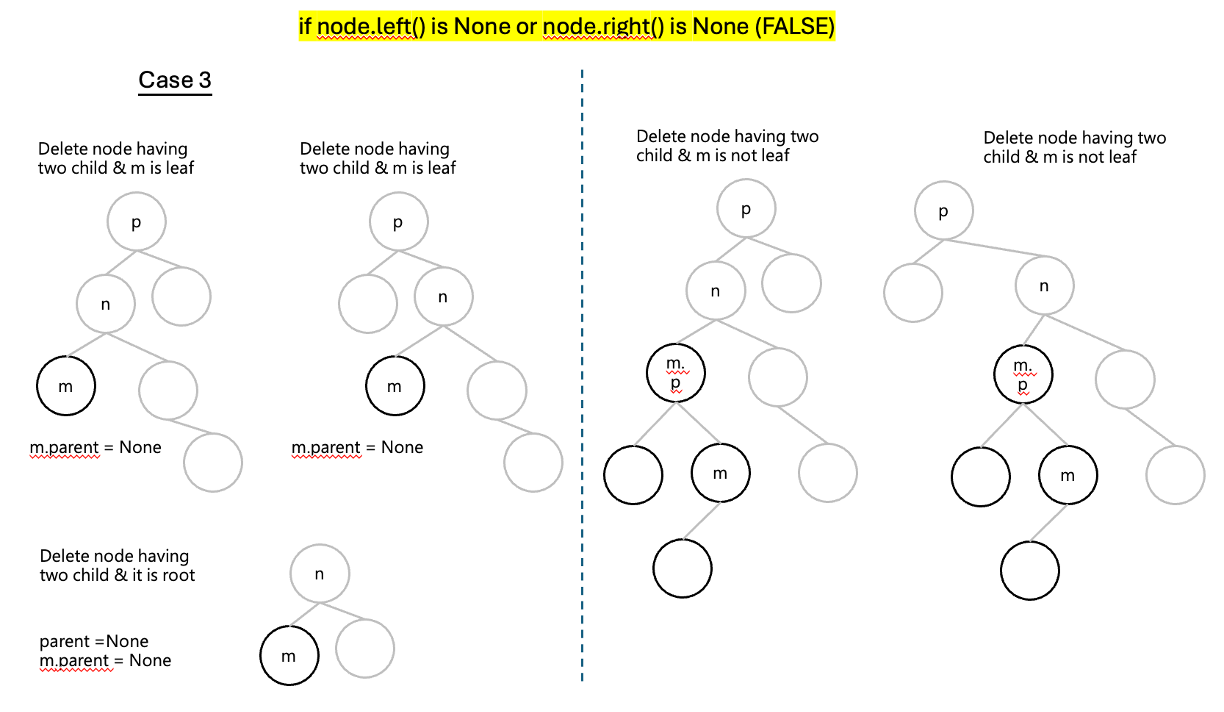 if node.left() is None or node.right() is None (FALSE)
Case 3
Delete node having
two child & m is leaf
p
n
m
m.parent = None
Delete node having
two child & m is leaf
p
n
m
m.parent = None
Delete node having two
child & m is not leaf
p
n
m.
p
m
Delete node having two
child & m is not leaf
p
n
m.
p
m
Delete node having
two child & it is root
parent =None
m.parent = None
n
m